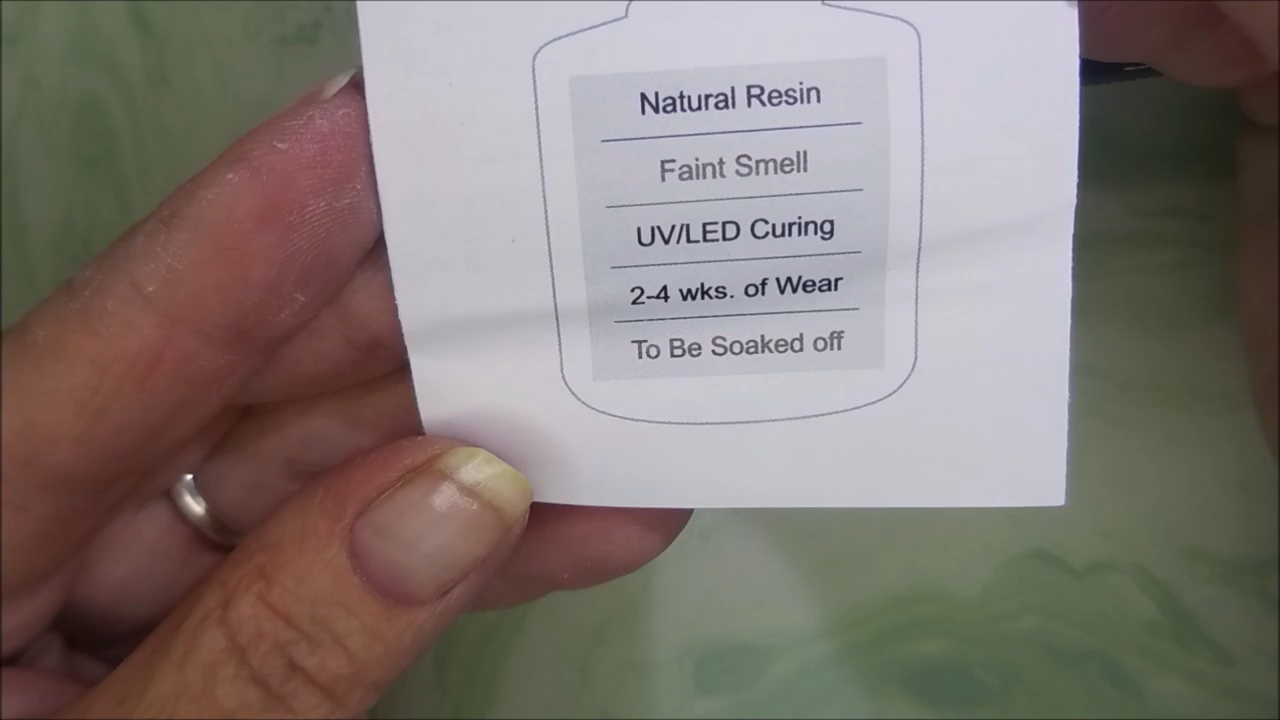 Natural Resin
Faint Smell
UV/LED Curing
2-4 wks. of Wear
To Be Soaked off